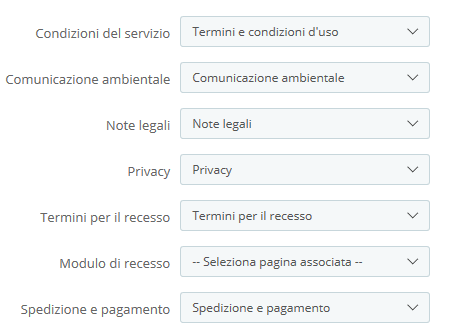 Condizioni del servizio Termini e condizioni d'uso
Comunicazione ambientale Comunicazione ambientale
Note legali Note legali
Privacy Privacy
Termini per il recesso Termini per il recesso
Modulo di recesso -- Seleziona pagina associata --
Spedizione e pagamento Spedizione e pagamento